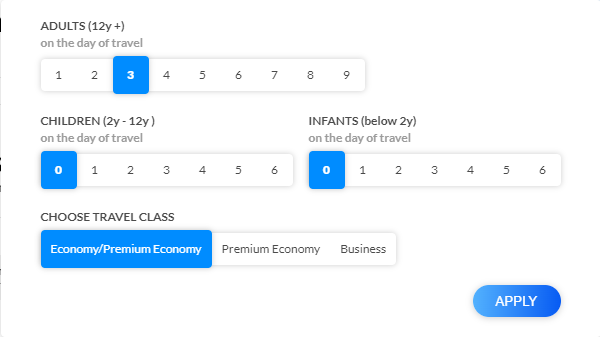 ADULTS (12y +)
on the day of travel
1 2 3 4 5 6 7 8 9
CHILDREN (2y - 12y )
on the day of travel
0 1 2 3 4 5 6
INFANTS (below 2y)
on the day of travel
0 1 2 3 4 5 6
CHOOSE TRAVEL CLASS
Economy/Premium Economy Premium Economy Business
APPLY